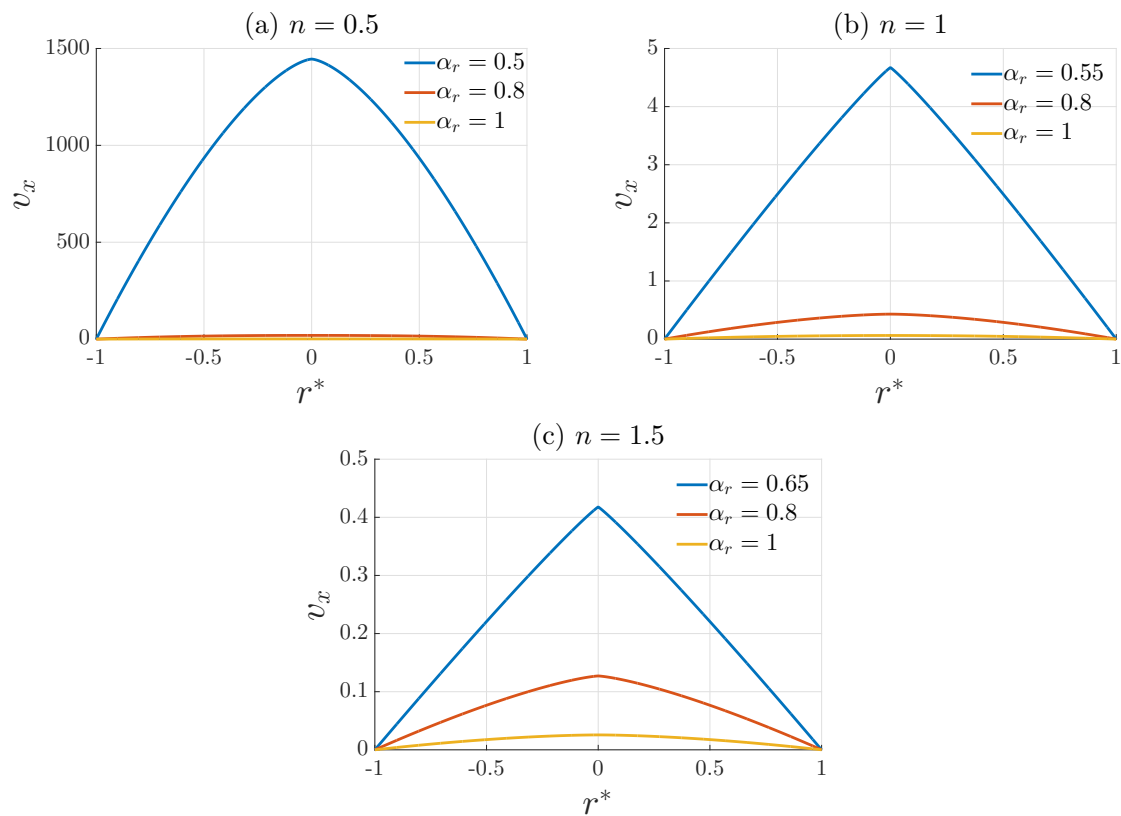 (a) n = 0.5
1500
1000
500
0
-1 -0.5 0 0.5 1
v_x
r*
α_r = 0.5
α_r = 0.8
α_r = 1
(b) n = 1
5
4
3
2
1
0
-1 -0.5 0 0.5 1
v_x
r*
α_r = 0.55
α_r = 0.8
α_r = 1
(c) n = 1.5
0.5
0.4
0.3
0.2
0.1
0
-1 -0.5 0 0.5 1
v_x
r*
α_r = 0.65
α_r = 0.8
α_r = 1